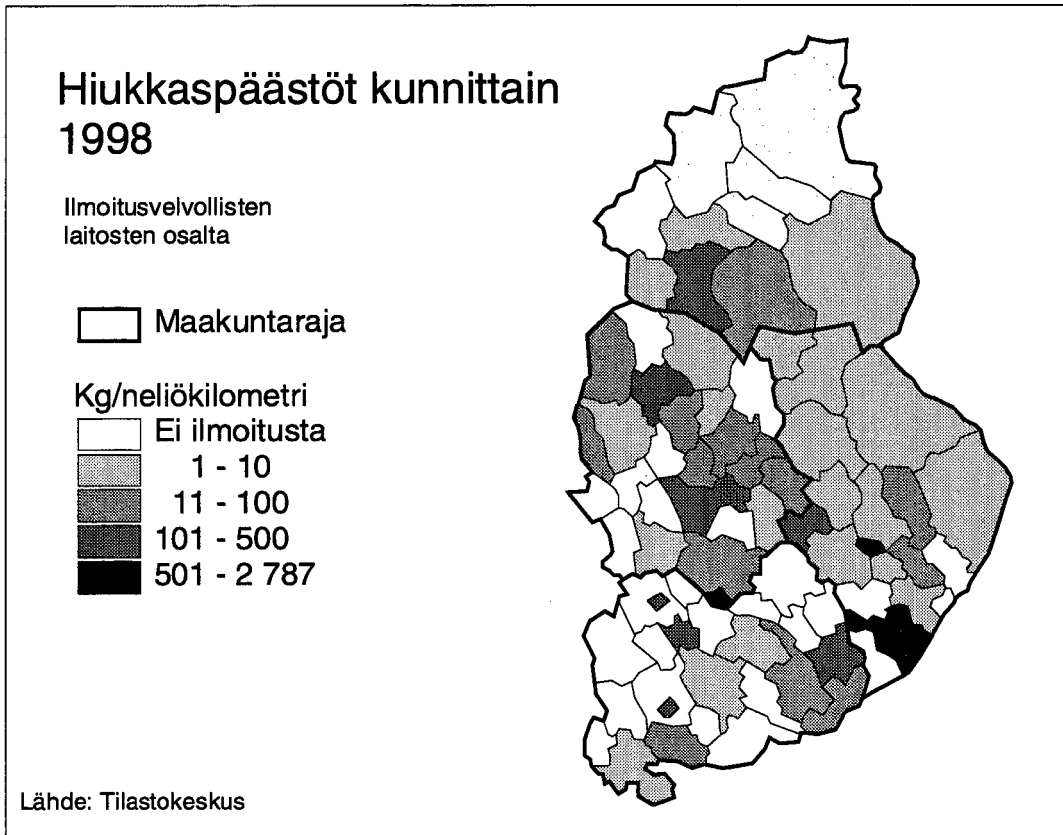 Hiukkaspäästöt kunnittain
1998
Ilmoitusvelvollisten
laitosten osalta
Maakuntaraja
Kg/neliökilometri
Ei ilmoitusta
1 - 10
11 - 100
101 - 500
501 - 2 787
Lähde: Tilastokeskus